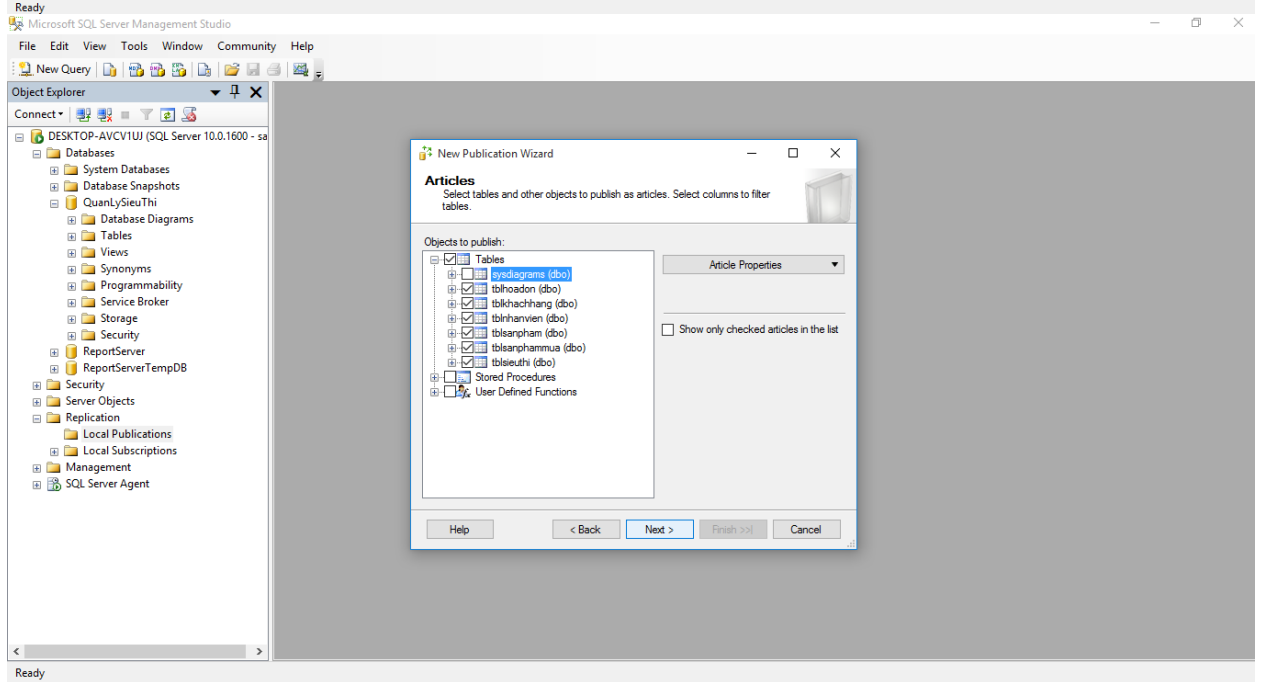 Ready
Microsoft SQL Server Management Studio
File Edit View Tools Window Community Help
New Query
Object Explorer
Connect
DESKTOP-AVCV1UJ (SQL Server 10.0.1600 - sa
Databases
System Databases
Database Snapshots
QuanLySieuThi
Database Diagrams
Tables
Views
Synonyms
Programmability
Service Broker
Storage
Security
ReportServer
ReportServerTempDB
Security
Server Objects
Replication
Local Publications
Local Subscriptions
Management
SQL Server Agent
New Publication Wizard
Articles
Select tables and other objects to publish as articles. Select columns to filter
tables.
Objects to publish:
Tables
sysdiagrams (dbo)
tblhoadon (dbo)
tblkhachhang (dbo)
tblnhanvien (dbo)
tblsanpham (dbo)
tblsanphammua (dbo)
tblsieuthi (dbo)
Stored Procedures
User Defined Functions
Article Properties
Show only checked articles in the list
Help
< Back
Next >
Finish >>|
Cancel
Ready